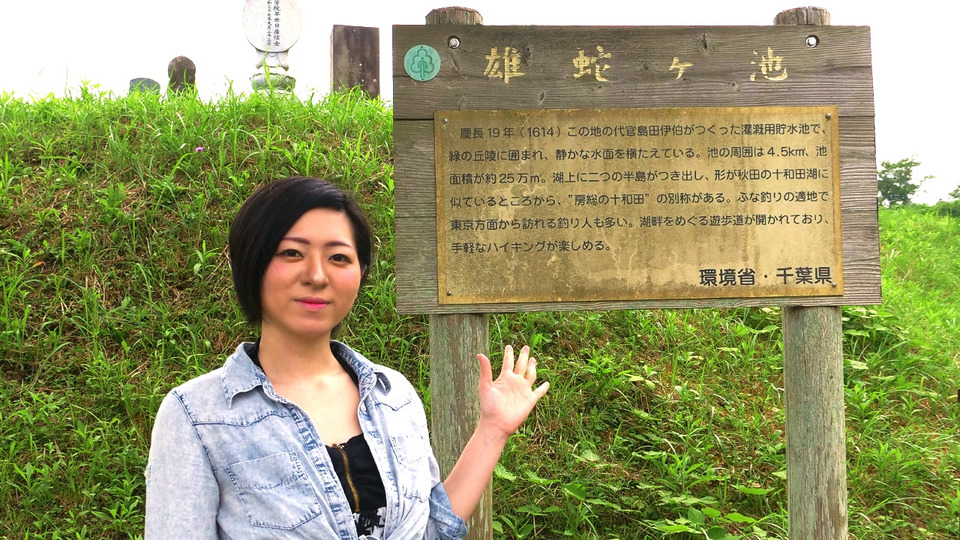 雄蛇ヶ池
慶長19年(1614)この地の代官島田伊伯がつくった灌漑用貯水池で、
緑の丘陵に囲まれ、静かな水面を横たえている。池の周囲は4.5km、池
面積が約25万㎡。湖上に二つの半島がつき出し、形が秋田の十和田湖に
似ているところから、"房総の十和田"の別称がある。ふな釣りの適地で
東京方面から訪れる釣り人も多い。湖畔をめぐる遊歩道が開かれており、
手軽なハイキングが楽しめる。
環境省・千葉県